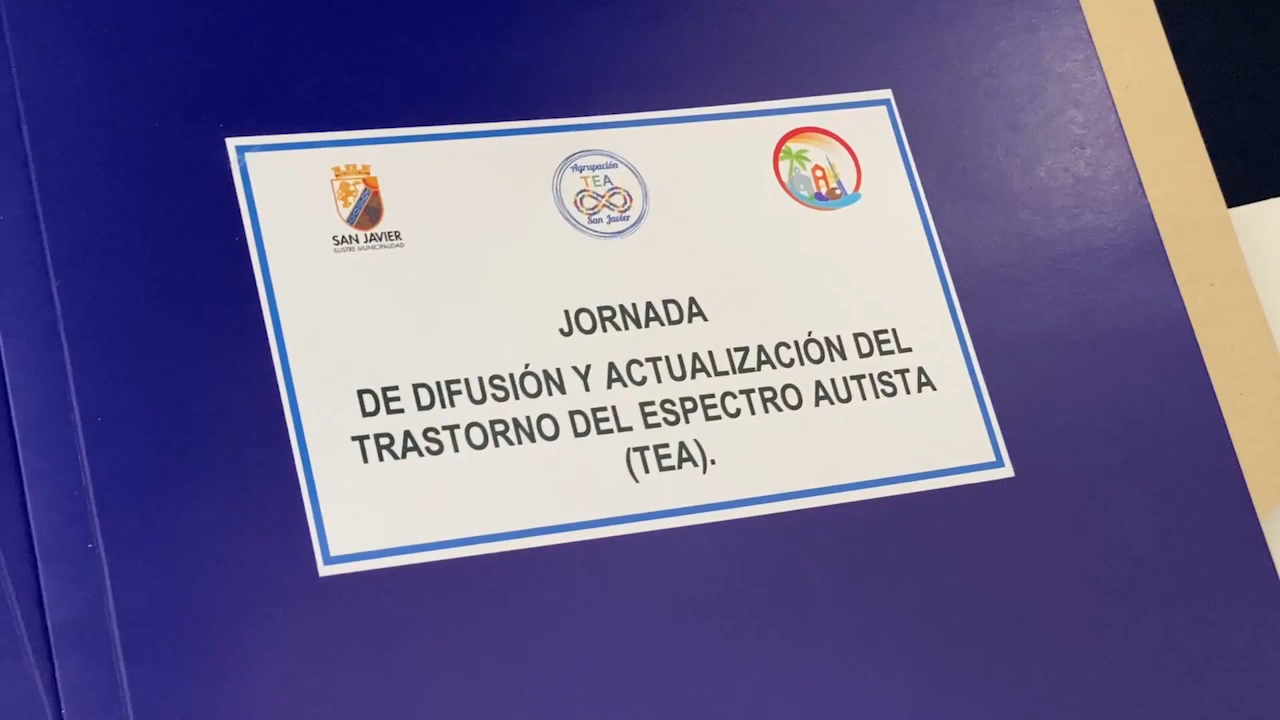 SAN JAVIER
ILUSTRE MUNICIPALIDAD
Agrupación
TEA
San Javier
JORNADA
DE DIFUSIÓN Y ACTUALIZACIÓN DEL
TRASTORNO DEL ESPECTRO AUTISTA
(TEA).